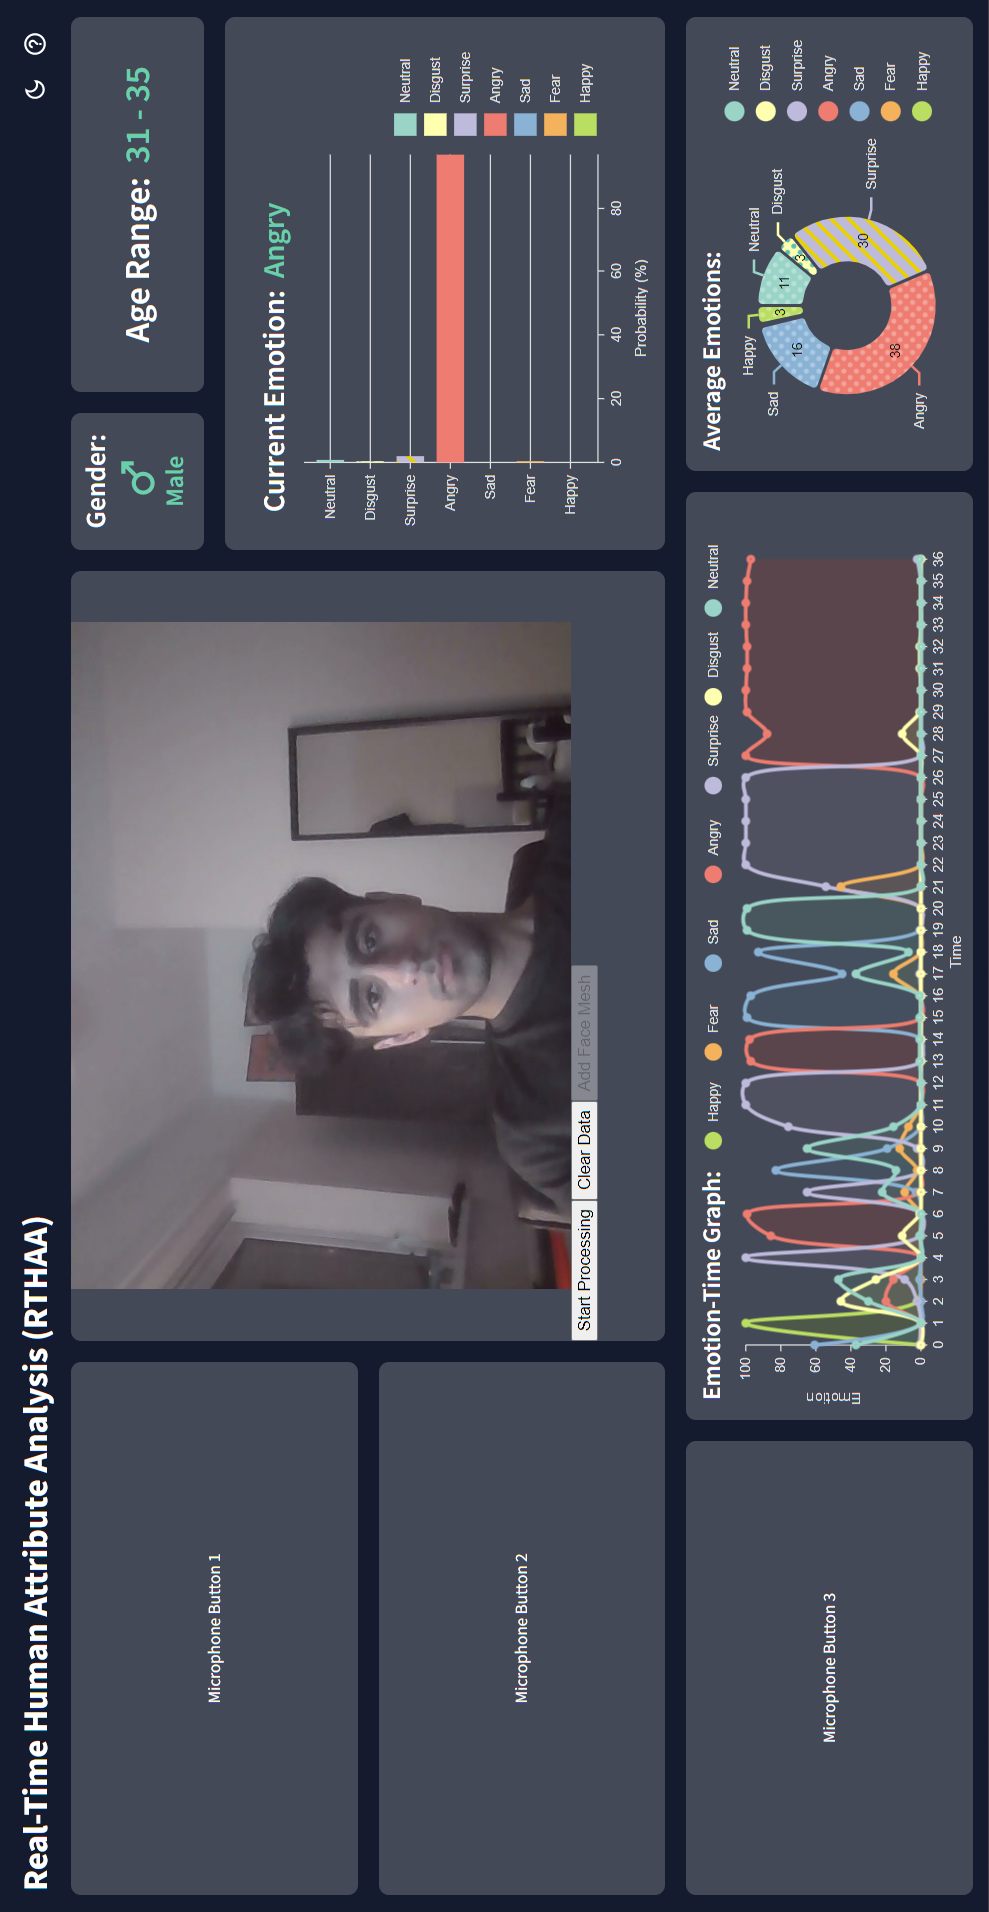 Real-Time Human Attribute Analysis (RTHAA)
Microphone Button 1
Microphone Button 2
Microphone Button 3
Start Processing
Clear Data
Add Face Mesh
Gender:
Male
Age Range: 31 - 35
Current Emotion: Angry
Neutral
Disgust
Surprise
Angry
Sad
Fear
Happy
0 20 40 60 80
Probability (%)
Neutral
Disgust
Surprise
Angry
Sad
Fear
Happy
Emotion-Time Graph:
Happy Fear Sad Angry Surprise Disgust Neutral
Emotion
100
80
60
40
20
0
0 1 2 3 4 5 6 7 8 9 10 11 12 13 14 15 16 17 18 19 20 21 22 23 24 25 26 27 28 29 30 31 32 33 34 35 36
Time
Average Emotions:
Happy
3
Neutral
11
Disgust
3
Sad
16
Surprise
30
Angry
38
Neutral
Disgust
Surprise
Angry
Sad
Fear
Happy